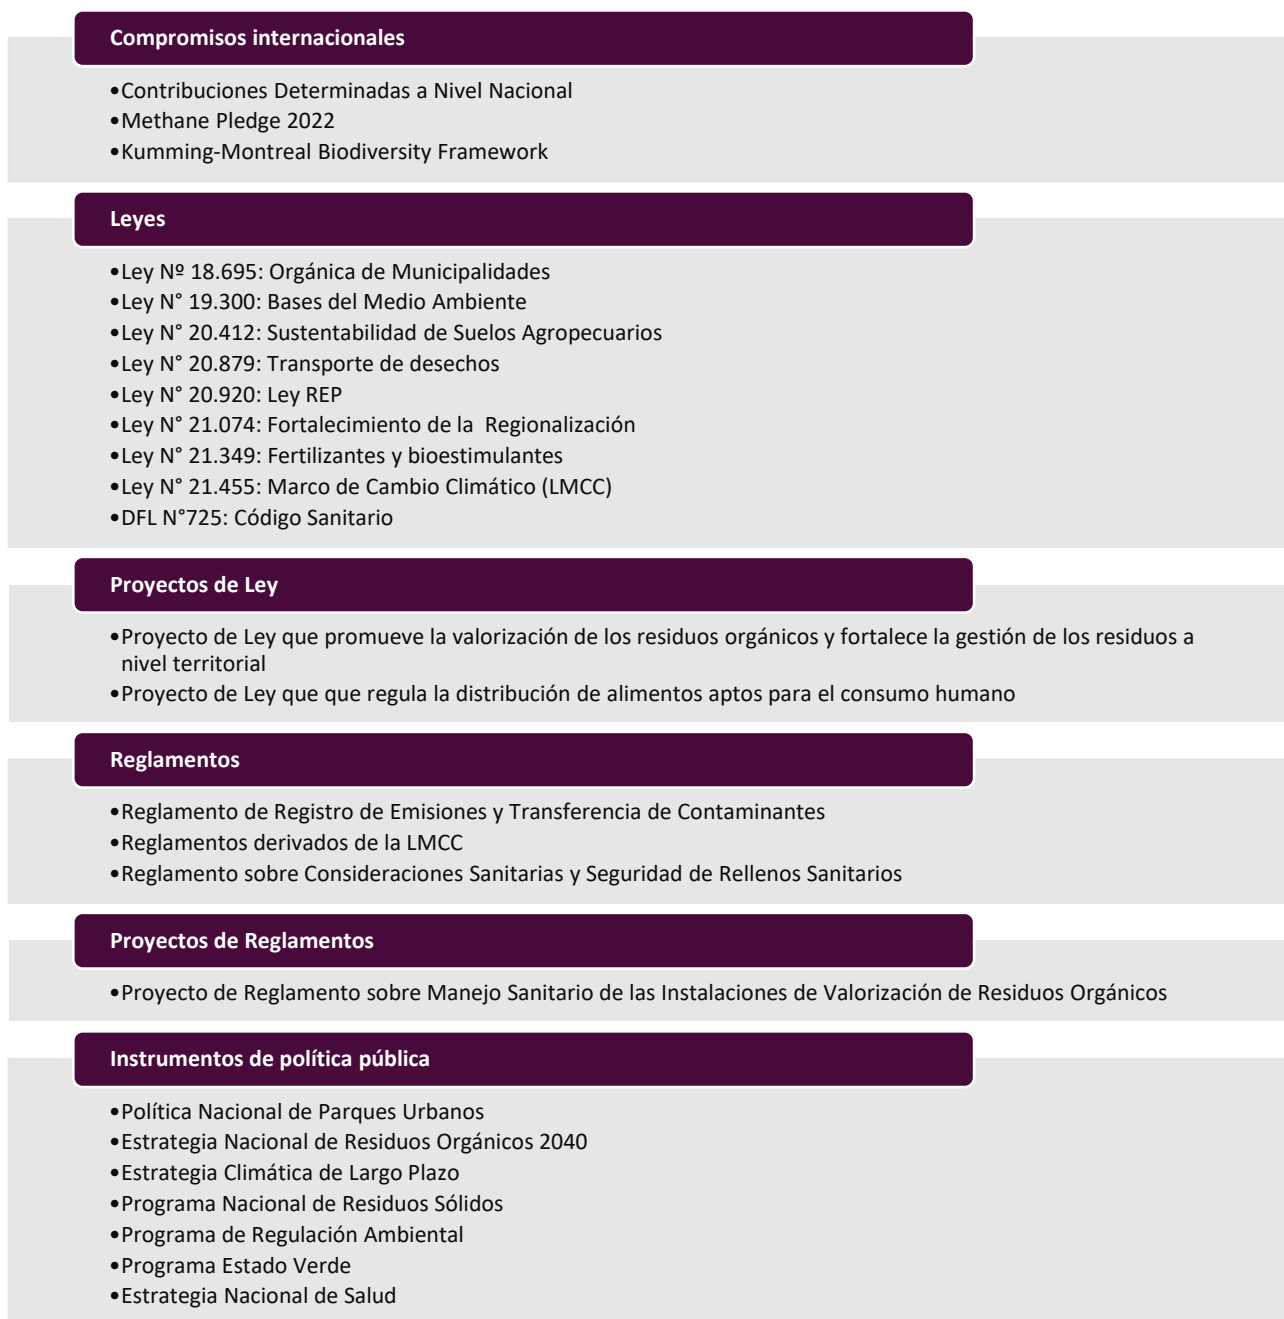 Compromisos internacionales
•Contribuciones Determinadas a Nivel Nacional
•Methane Pledge 2022
•Kumming-Montreal Biodiversity Framework
Leyes
•Ley Nº 18.695: Orgánica de Municipalidades
•Ley N° 19.300: Bases del Medio Ambiente
•Ley N° 20.412: Sustentabilidad de Suelos Agropecuarios
•Ley N° 20.879: Transporte de desechos
•Ley N° 20.920: Ley REP
•Ley N° 21.074: Fortalecimiento de la  Regionalización
•Ley N° 21.349: Fertilizantes y bioestimulantes
•Ley N° 21.455: Marco de Cambio Climático (LMCC)
•DFL N°725: Código Sanitario
Proyectos de Ley
•Proyecto de Ley que promueve la valorización de los residuos orgánicos y fortalece la gestión de los residuos a
nivel territorial
•Proyecto de Ley que que regula la distribución de alimentos aptos para el consumo humano
Reglamentos
•Reglamento de Registro de Emisiones y Transferencia de Contaminantes
•Reglamentos derivados de la LMCC
•Reglamento sobre Consideraciones Sanitarias y Seguridad de Rellenos Sanitarios
Proyectos de Reglamentos
•Proyecto de Reglamento sobre Manejo Sanitario de las Instalaciones de Valorización de Residuos Orgánicos
Instrumentos de política pública
•Política Nacional de Parques Urbanos
•Estrategia Nacional de Residuos Orgánicos 2040
•Estrategia Climática de Largo Plazo
•Programa Nacional de Residuos Sólidos
•Programa de Regulación Ambiental
•Programa Estado Verde
•Estrategia Nacional de Salud